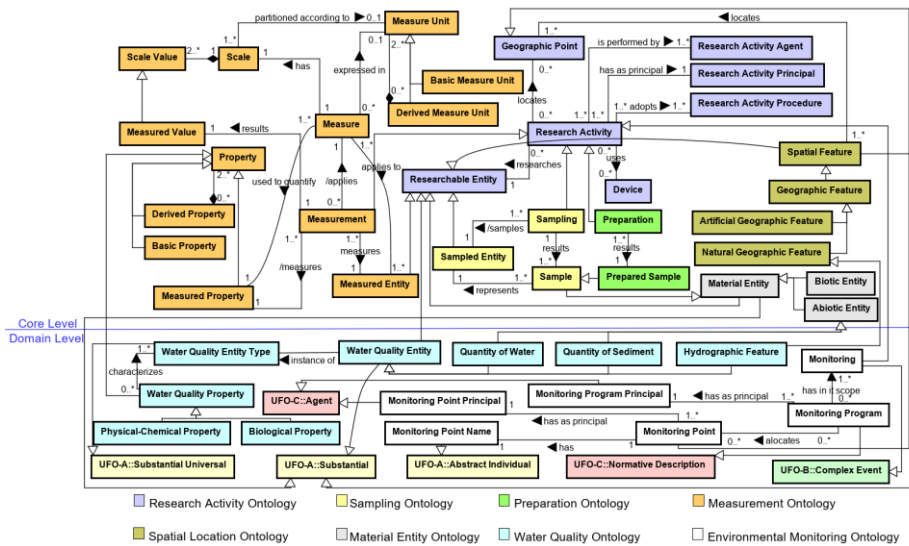 partitioned according to 0..1 Measure Unit
locates
Scale Value 2..* 1 1..* 0..1 2..* 1..* 1..*
Scale
Geographic Point
is performed by
Research Activity Agent
has
expressed in
Basic Measure Unit
has as principal 1
Research Activity Principal
0..* 0..*
Derived Measure Unit
locates
1..* adopts 1..*
Research Activity Procedure
Measured Value 1 results 1 1..* Measure
Research Activity
Spatial Feature
Property
2..*
used to quantify
/applies
applies to
researches
Researchable Entity
0..*
uses
Device
Geographic Feature
Derived Property 0..*
Basic Property
0..*
Measurement
Sampling
Preparation
Artificial Geographic Feature
/samples
1..* measures
results
results
Natural Geographic Feature
/measures
Sampled Entity
Measured Property 1
Measured Entity
represents
Sample
Prepared Sample
Material Entity
Biotic Entity
Abiotic Entity
Core Level
Domain Level
Water Quality Entity Type
instance of
Water Quality Entity
Quantity of Water
Quantity of Sediment
Hydrographic Feature
Monitoring
characterizes
1..*
0..*
Water Quality Property
UFO-C::Agent
Monitoring Point Principal
Monitoring Program Principal
has as principal
has in it scope
1..*
0..*
Monitoring Program
Physical-Chemical Property
Biological Property
Monitoring Point Name
has as principal
Monitoring Point
1 has 1
0..* alocates 0..*
UFO-A::Substantial Universal
UFO-A::Substantial
UFO-A::Abstract Individual
UFO-C::Normative Description
UFO-B::Complex Event
Research Activity Ontology
Sampling Ontology
Preparation Ontology
Measurement Ontology
Spatial Location Ontology
Material Entity Ontology
Water Quality Ontology
Environmental Monitoring Ontology